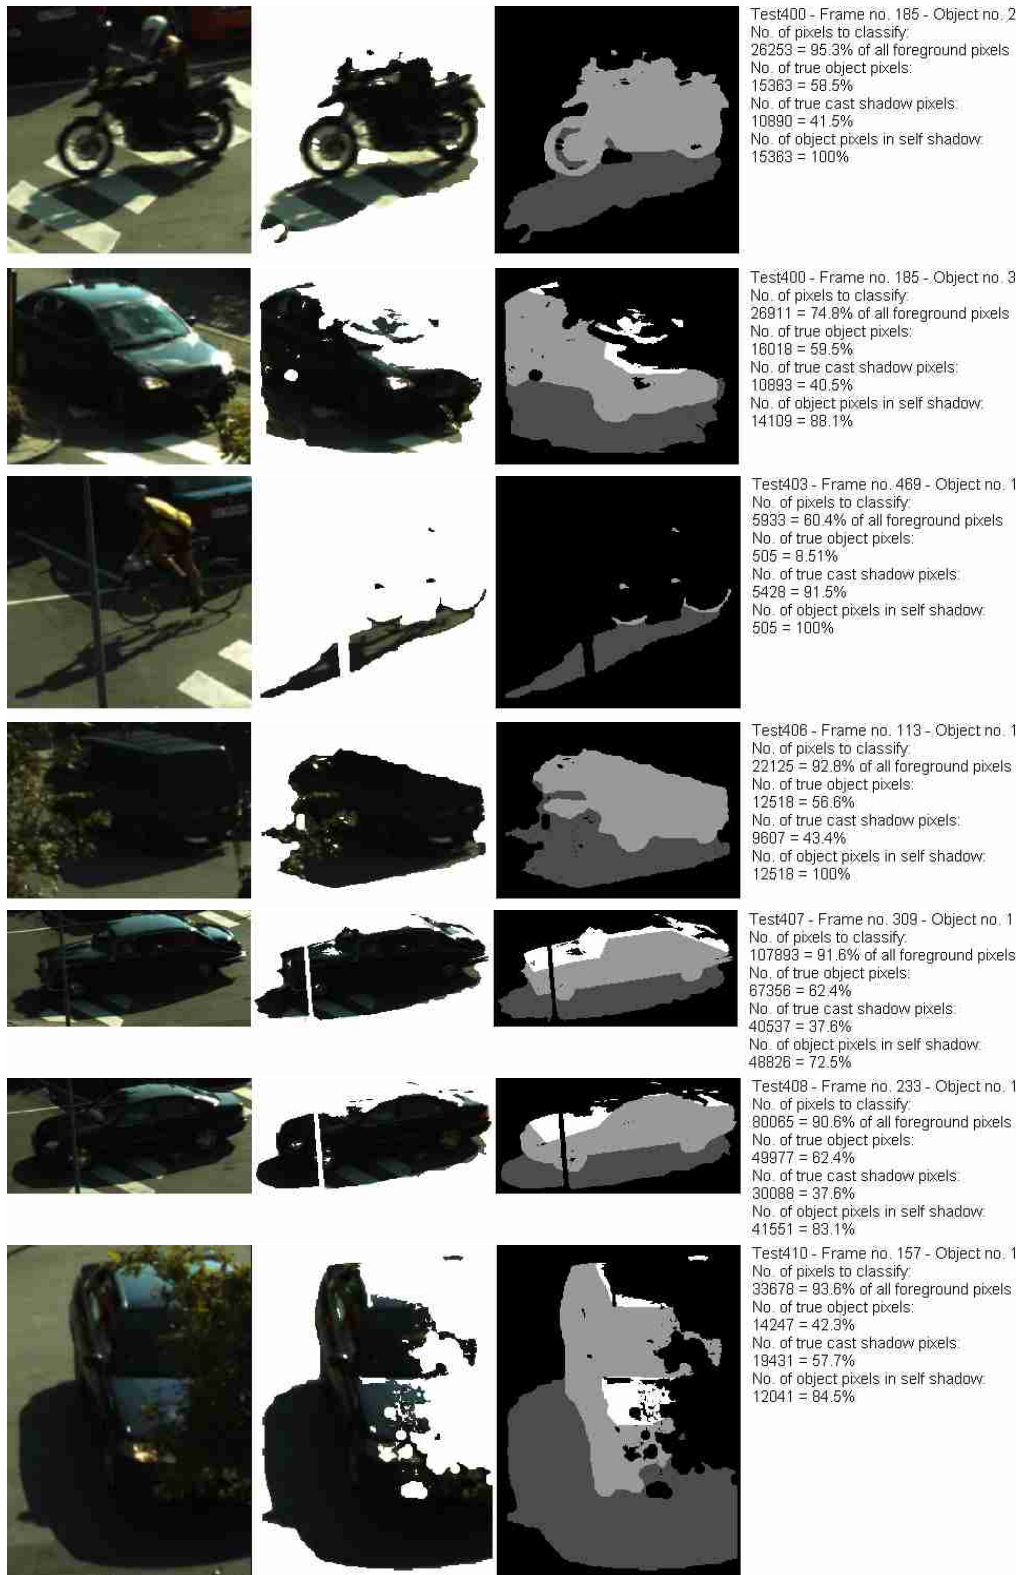 Test400 - Frame no. 185 - Object no. 2
No. of pixels to classify:
26253 = 95.3% of all foreground pixels
No. of true object pixels:
15363 = 58.5%
No. of true cast shadow pixels:
10890 = 41.5%
No. of object pixels in self shadow:
15363 = 100%
Test400 - Frame no. 185 - Object no. 3
No. of pixels to classify:
26911 = 74.8% of all foreground pixels
No. of true object pixels:
16018 = 59.5%
No. of true cast shadow pixels:
10893 = 40.5%
No. of object pixels in self shadow:
14109 = 88.1%
Test403 - Frame no. 469 - Object no. 1
No. of pixels to classify:
5933 = 60.4% of all foreground pixels
No. of true object pixels:
505 = 8.51%
No. of true cast shadow pixels:
5428 = 91.5%
No. of object pixels in self shadow:
505 = 100%
Test406 - Frame no. 113 - Object no. 1
No. of pixels to classify:
22125 = 92.8% of all foreground pixels
No. of true object pixels:
12518 = 56.6%
No. of true cast shadow pixels:
9607 = 43.4%
No. of object pixels in self shadow:
12518 = 100%
Test407 - Frame no. 309 - Object no. 1
No. of pixels to classify:
107893 = 91.6% of all foreground pixels
No. of true object pixels:
67356 = 62.4%
No. of true cast shadow pixels:
40537 = 37.6%
No. of object pixels in self shadow:
48826 = 72.5%
Test408 - Frame no. 233 - Object no. 1
No. of pixels to classify:
80065 = 90.6% of all foreground pixels
No. of true object pixels:
49977 = 62.4%
No. of true cast shadow pixels:
30088 = 37.6%
No. of object pixels in self shadow:
41551 = 83.1%
Test410 - Frame no. 157 - Object no. 1
No. of pixels to classify:
33678 = 93.6% of all foreground pixels
No. of true object pixels:
14247 = 42.3%
No. of true cast shadow pixels:
19431 = 57.7%
No. of object pixels in self shadow:
12041 = 84.5%